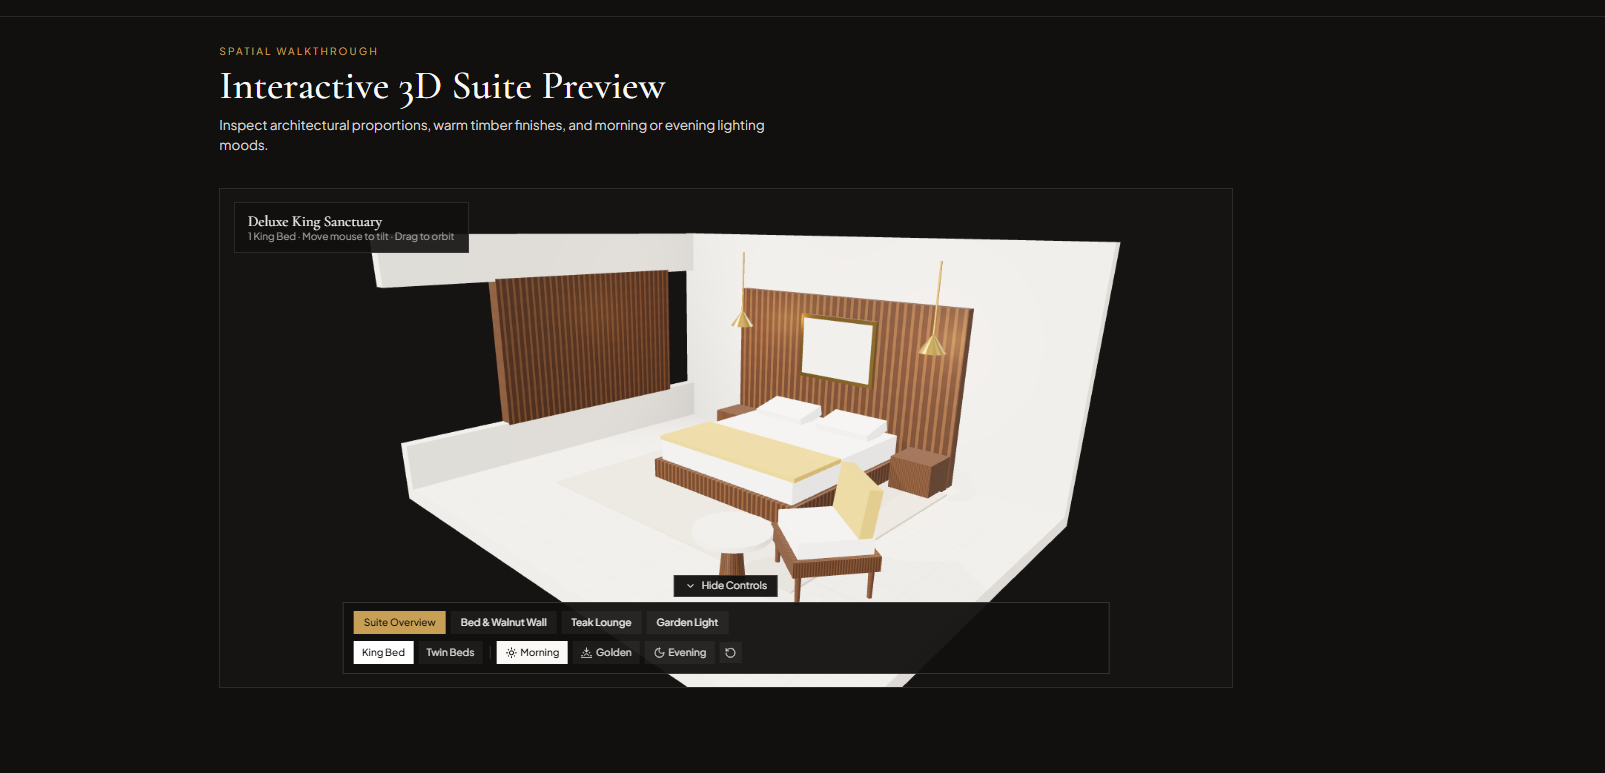 SPATIAL WALKTHROUGH
Interactive 3D Suite Preview
Inspect architectural proportions, warm timber finishes, and morning or evening lighting
moods.
Deluxe King Sanctuary
1 King Bed · Move mouse to tilt · Drag to orbit
Hide Controls
Suite Overview Bed & Walnut Wall Teak Lounge Garden Light
King Bed Twin Beds Morning Golden Evening